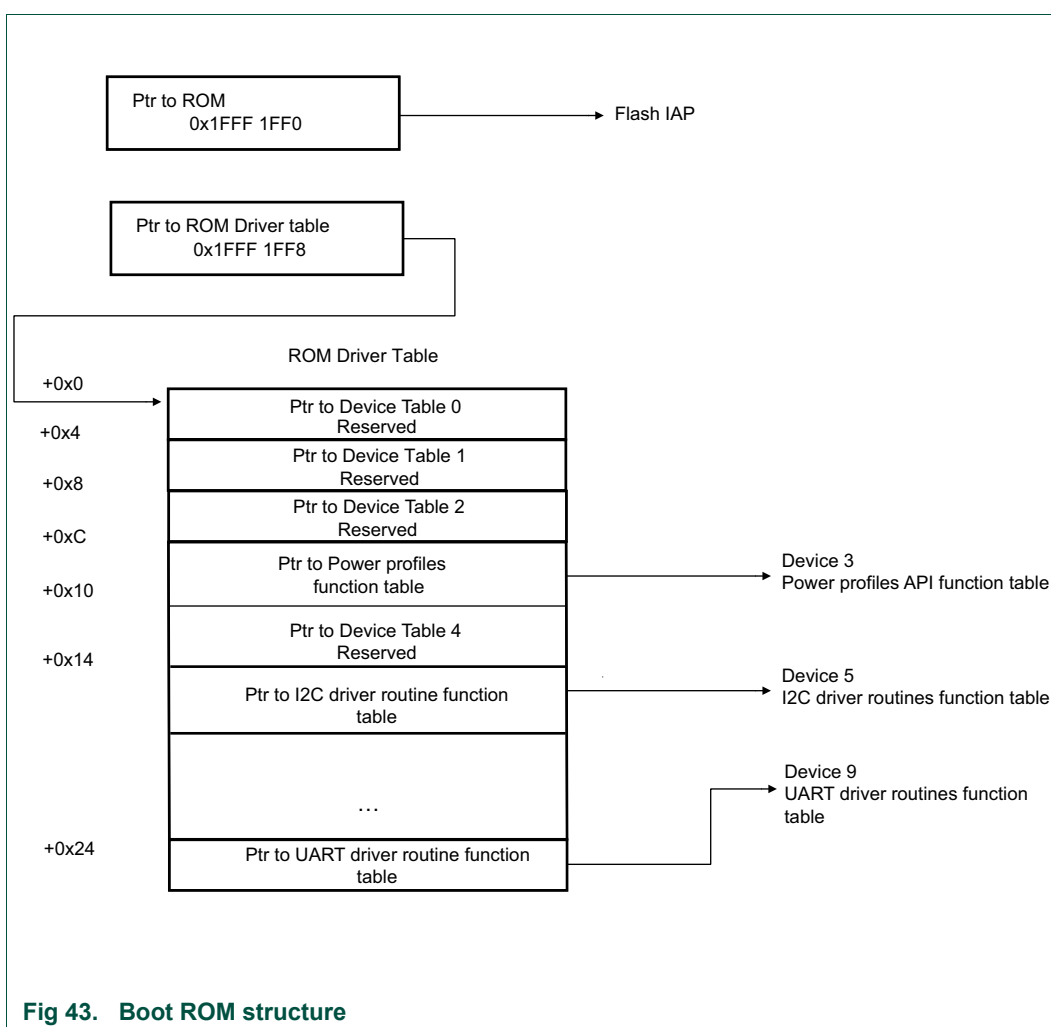 Ptr to ROM
0x1FFF 1FF0
Flash IAP
Ptr to ROM Driver table
0x1FFF 1FF8
ROM Driver Table
+0x0
Ptr to Device Table 0
Reserved
+0x4
Ptr to Device Table 1
Reserved
+0x8
Ptr to Device Table 2
Reserved
+0xC
Ptr to Power profiles
function table
Device 3
Power profiles API function table
+0x10
Ptr to Device Table 4
Reserved
+0x14
Ptr to I2C driver routine function
table
Device 5
I2C driver routines function table
...
Device 9
UART driver routines function
table
+0x24
Ptr to UART driver routine function
table
Fig 43. Boot ROM structure